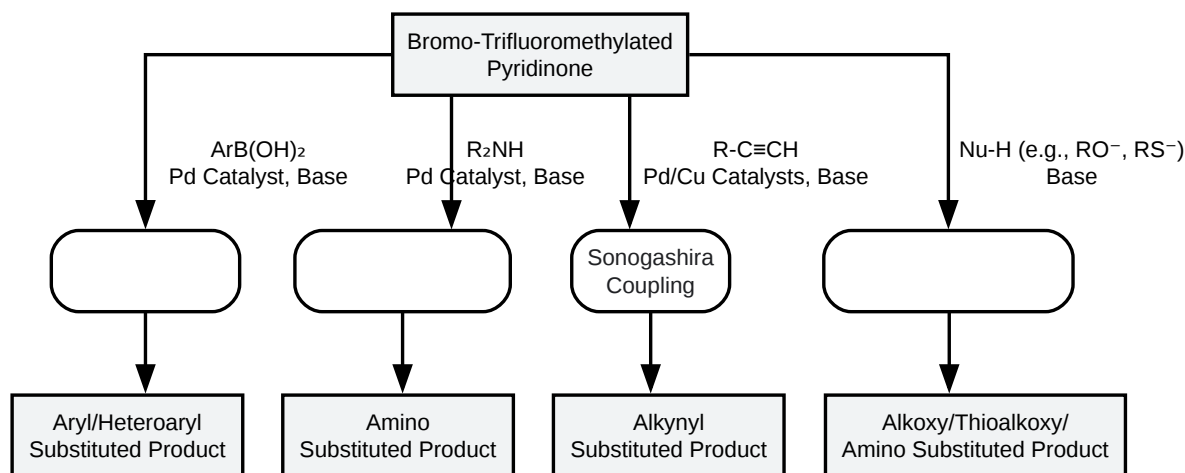 Bromo-Trifluoromethylated
Pyridinone
ArB(OH)₂
Pd Catalyst, Base
R₂NH
Pd Catalyst, Base
R-C≡CH
Pd/Cu Catalysts, Base
Nu-H (e.g., RO⁻, RS⁻)
Base
Sonogashira
Coupling
Aryl/Heteroaryl
Substituted Product
Amino
Substituted Product
Alkynyl
Substituted Product
Alkoxy/Thioalkoxy/
Amino Substituted Product